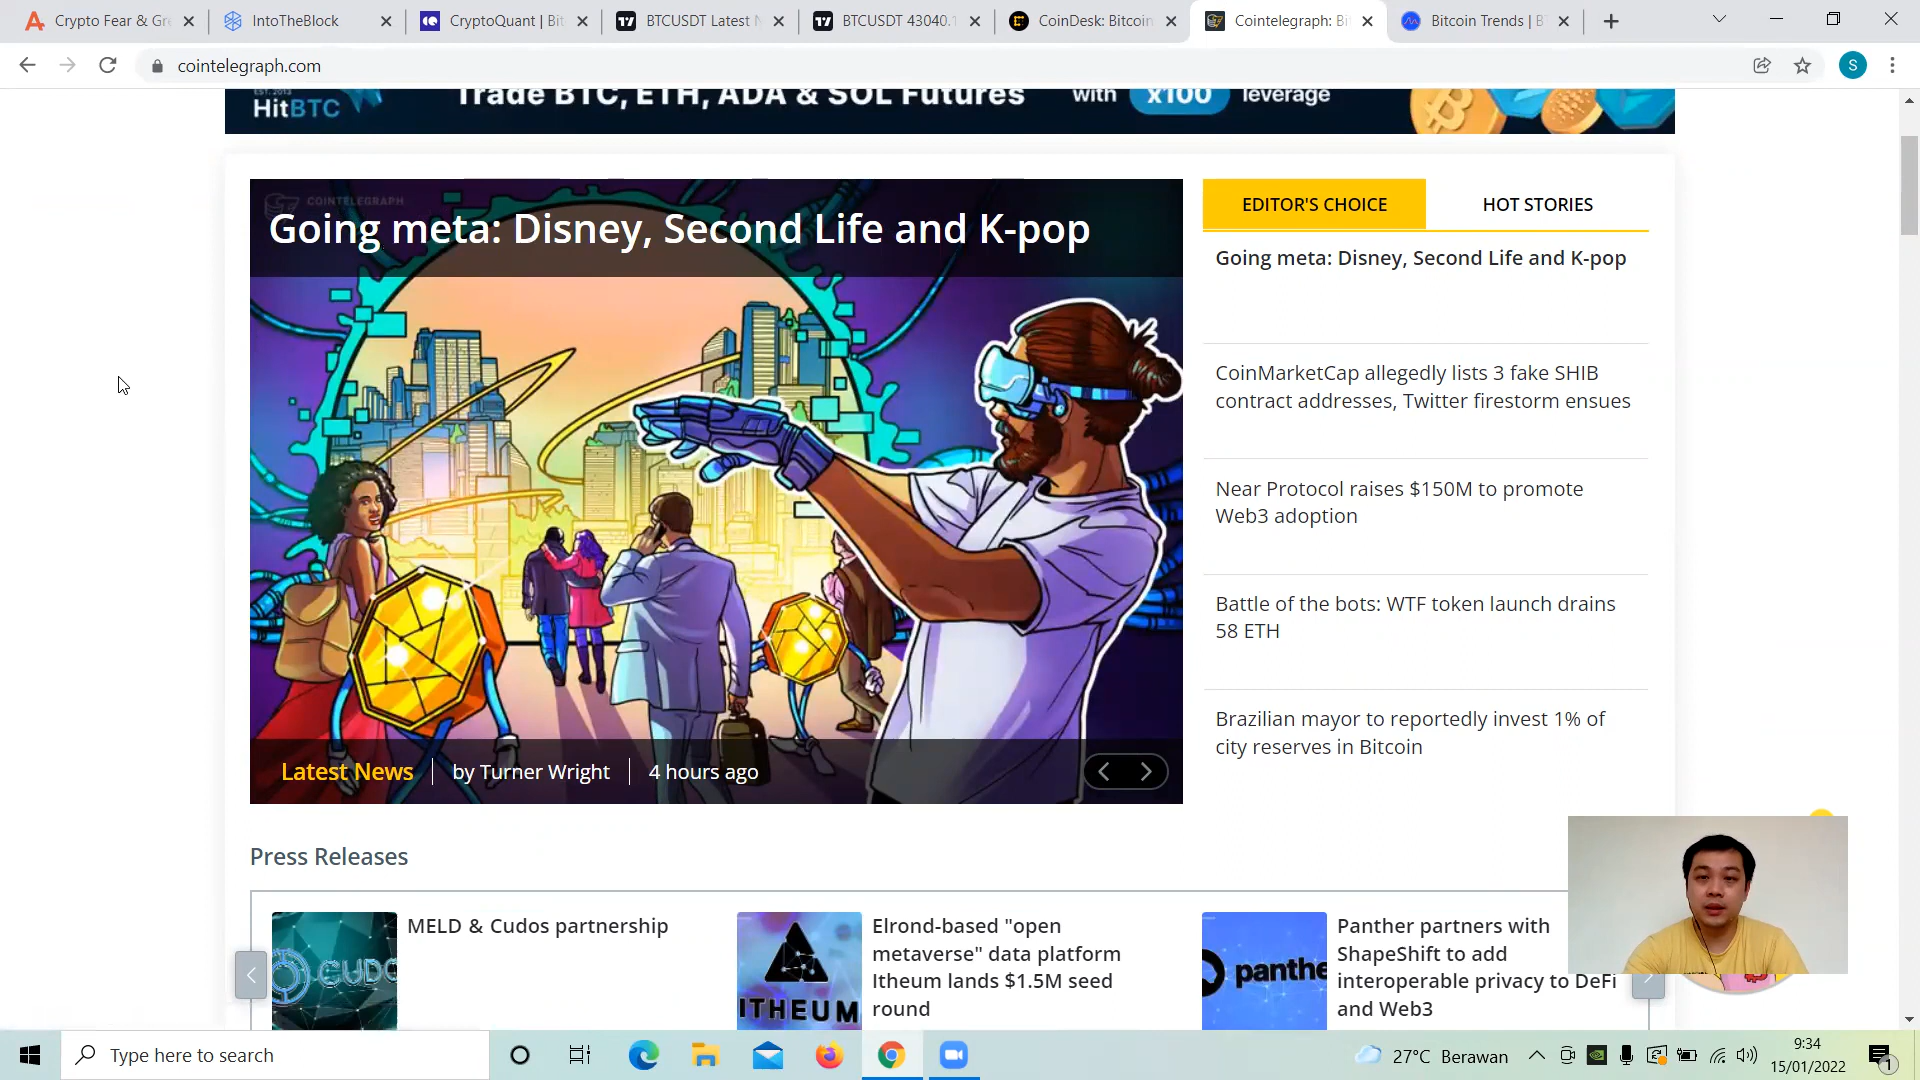 Crypto Fear & Gre
IntoTheBlock
CryptoQuant | Bit
BTCUSDT Latest N
BTCUSDT 43040.1
CoinDesk: Bitcoin
Cointelegraph: Bi
Bitcoin Trends | B
cointelegraph.com
S
EST. 2013
HitBTC
Trade BTC, ETH, ADA & SOL Futures
with x100 leverage
COINTELEGRAPH
Going meta: Disney, Second Life and K-pop
Latest News
by Turner Wright
4 hours ago
EDITOR'S CHOICE
HOT STORIES
Going meta: Disney, Second Life and K-pop
CoinMarketCap allegedly lists 3 fake SHIB
contract addresses, Twitter firestorm ensues
Near Protocol raises $150M to promote
Web3 adoption
Battle of the bots: WTF token launch drains
58 ETH
Brazilian mayor to reportedly invest 1% of
city reserves in Bitcoin
Press Releases
CUDO
MELD & Cudos partnership
ITHEUM
Elrond-based "open
metaverse" data platform
Itheum lands $1.5M seed
round
panthe
Panther partners with
ShapeShift to add
interoperable privacy to DeFi
and Web3
Type here to search
27°C Berawan
9:34
15/01/2022
1